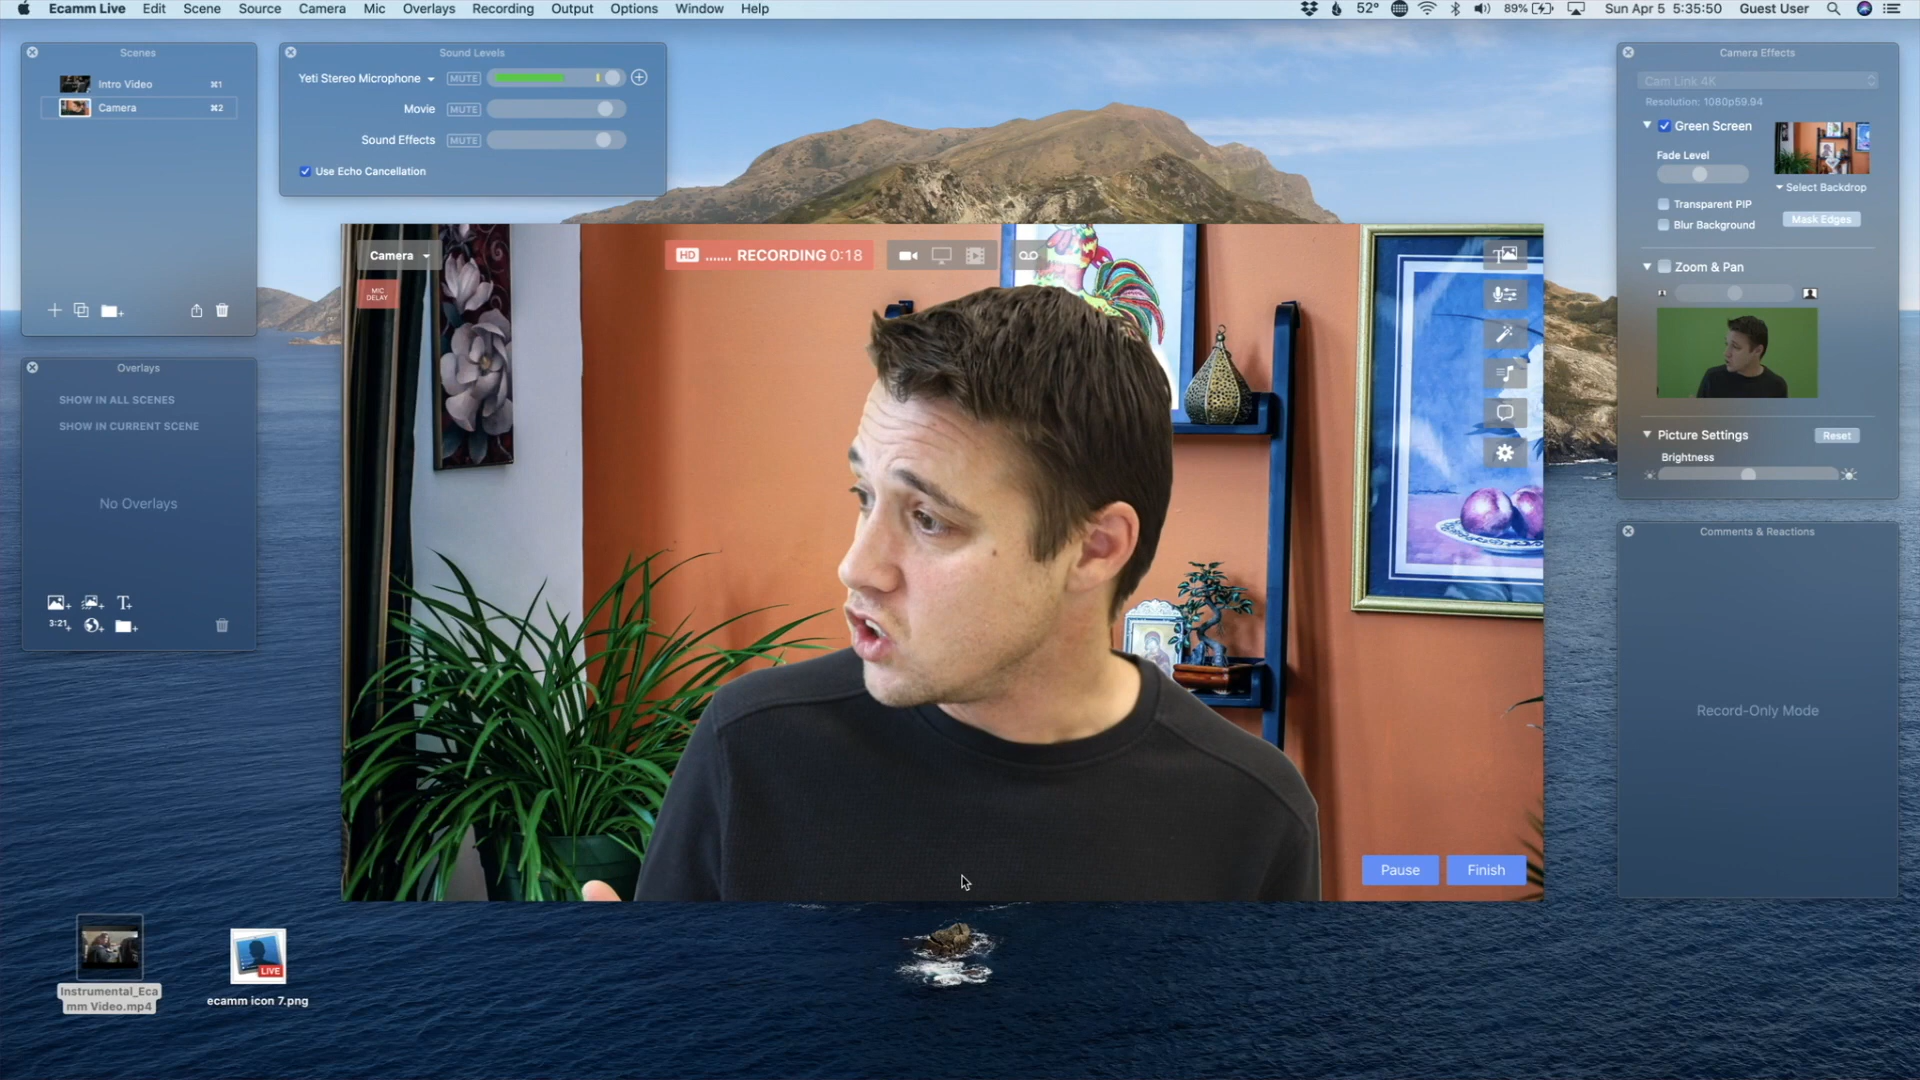 Ecamm Live Edit Scene Source Camera Mic Overlays Recording Output Options Window Help
52° 89% Sun Apr 5 5:35:50 Guest User
Scenes
Intro Video ⌘1
Camera ⌘2
Sound Levels
Yeti Stereo Microphone MUTE
Movie MUTE
Sound Effects MUTE
Use Echo Cancellation
Camera Effects
Cam Link 4K
Resolution: 1080p59.94
Green Screen
Fade Level
Select Backdrop
Transparent PIP
Mask Edges
Blur Background
Zoom & Pan
Picture Settings Reset
Brightness
Camera
HD ....... RECORDING 0:18
MIC
DELAY
Overlays
SHOW IN ALL SCENES
SHOW IN CURRENT SCENE
No Overlays
T+
3:21+
Comments & Reactions
Record-Only Mode
Pause Finish
LIVE
Instrumental_Eca
mm Video.mp4
ecamm icon 7.png